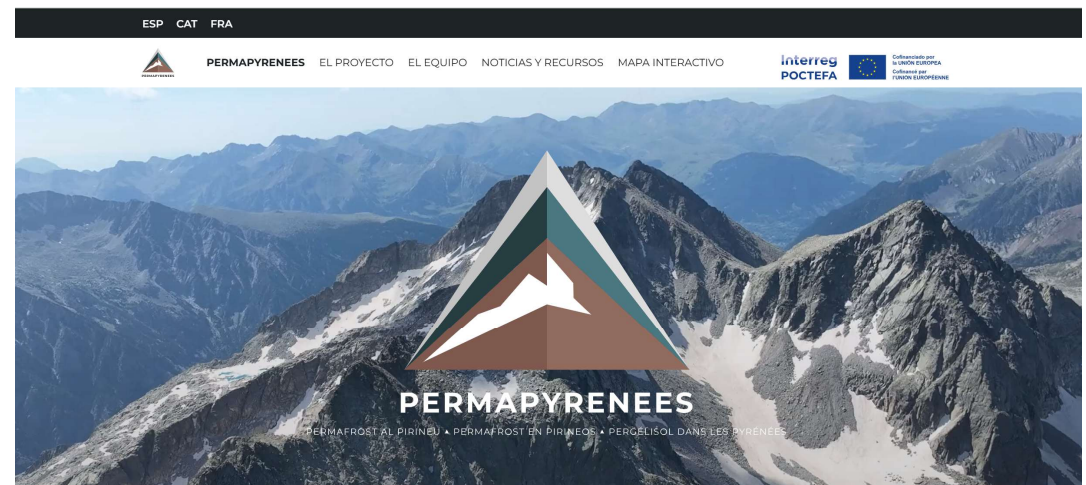 ESP CAT FRA
PERMAPYRENEES
PERMAPYRENEES EL PROYECTO EL EQUIPO NOTICIAS Y RECURSOS MAPA INTERACTIVO
Interreg
POCTEFA
Cofinanciado por
la UNIÓN EUROPEA
Cofinancé par
l'UNION EUROPÉENNE
PERMAPYRENEES
PERMAFROST AL PIRINEU ▲ PERMAFROST EN PIRINEOS ▲ PERGÉLISOL DANS LES PYRÉNÉES